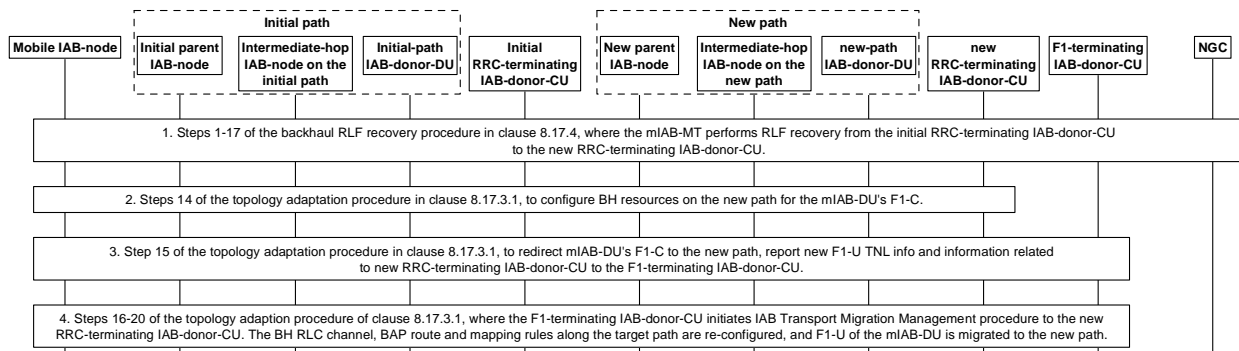 Initial path
New path
Mobile IAB-node
Initial parent
IAB-node
Intermediate-hop
IAB-node on the
initial path
Initial-path
IAB-donor-DU
Initial
RRC-terminating
IAB-donor-CU
New parent
IAB-node
Intermediate-hop
IAB-node on the
new path
new-path
IAB-donor-DU
new
RRC-terminating
IAB-donor-CU
F1-terminating
IAB-donor-CU
NGC
1. Steps 1-17 of the backhaul RLF recovery procedure in clause 8.17.4, where the mIAB-MT performs RLF recovery from the initial RRC-terminating IAB-donor-CU
to the new RRC-terminating IAB-donor-CU.
2. Steps 14 of the topology adaptation procedure in clause 8.17.3.1, to configure BH resources on the new path for the mIAB-DU's F1-C.
3. Step 15 of the topology adaptation procedure in clause 8.17.3.1, to redirect mIAB-DU's F1-C to the new path, report new F1-U TNL info and information related
to new RRC-terminating IAB-donor-CU to the F1-terminating IAB-donor-CU.
4. Steps 16-20 of the topology adaption procedure of clause 8.17.3.1, where the F1-terminating IAB-donor-CU initiates IAB Transport Migration Management procedure to the new
RRC-terminating IAB-donor-CU. The BH RLC channel, BAP route and mapping rules along the target path are re-configured, and F1-U of the mIAB-DU is migrated to the new path.